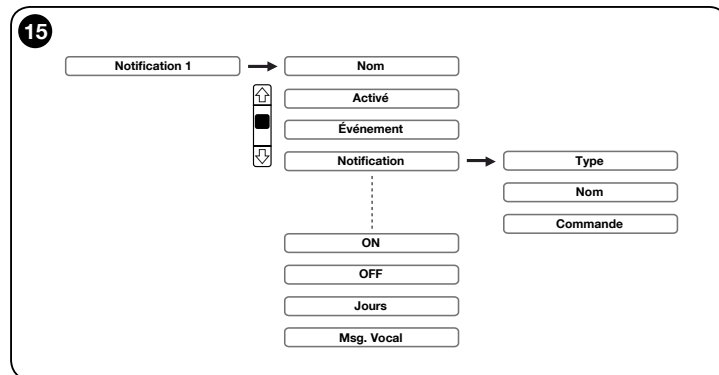 15
Notification 1
Nom
Activé
Événement
Notification
Type
Nom
Commande
ON
OFF
Jours
Msg. Vocal